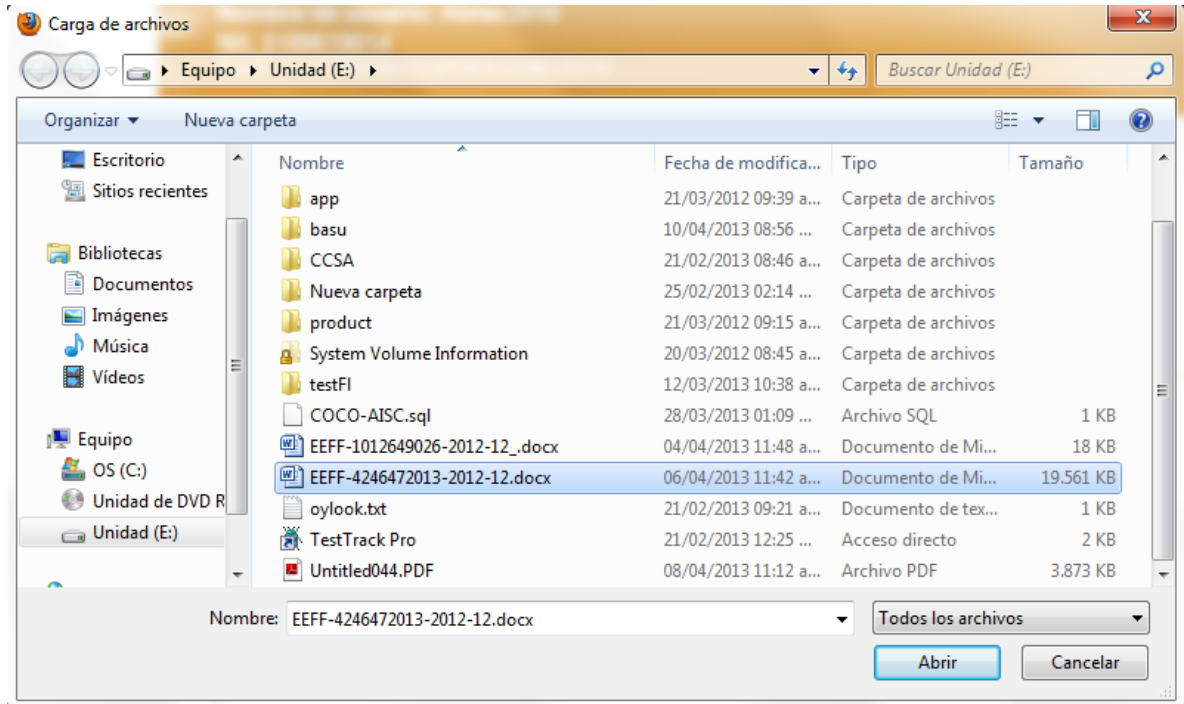 Carga de archivos
Equipo Unidad (E:) Buscar Unidad (E:)
Organizar Nueva carpeta
Escritorio
Sitios recientes
Bibliotecas
Documentos
Imágenes
Música
Vídeos
Equipo
OS (C:)
Unidad de DVD R
Unidad (E:)
Nombre Fecha de modifica... Tipo Tamaño
app 21/03/2012 09:39 a... Carpeta de archivos
basu 10/04/2013 08:56 ... Carpeta de archivos
CCSA 21/02/2013 08:46 a... Carpeta de archivos
Nueva carpeta 25/02/2013 02:14 ... Carpeta de archivos
product 21/03/2012 09:15 a... Carpeta de archivos
System Volume Information 20/03/2012 08:45 a... Carpeta de archivos
testFI 12/03/2013 10:38 a... Carpeta de archivos
COCO-AISC.sql 28/03/2013 01:09 ... Archivo SQL 1 KB
EEFF-1012649026-2012-12_.docx 04/04/2013 11:48 a... Documento de Mi... 18 KB
EEFF-4246472013-2012-12.docx 06/04/2013 11:42 a... Documento de Mi... 19.561 KB
oylook.txt 21/02/2013 09:21 a... Documento de tex... 1 KB
TestTrack Pro 21/02/2013 12:25 ... Acceso directo 2 KB
Untitled044.PDF 08/04/2013 11:12 a... Archivo PDF 3.873 KB
Nombre: EEFF-4246472013-2012-12.docx Todos los archivos
Abrir Cancelar